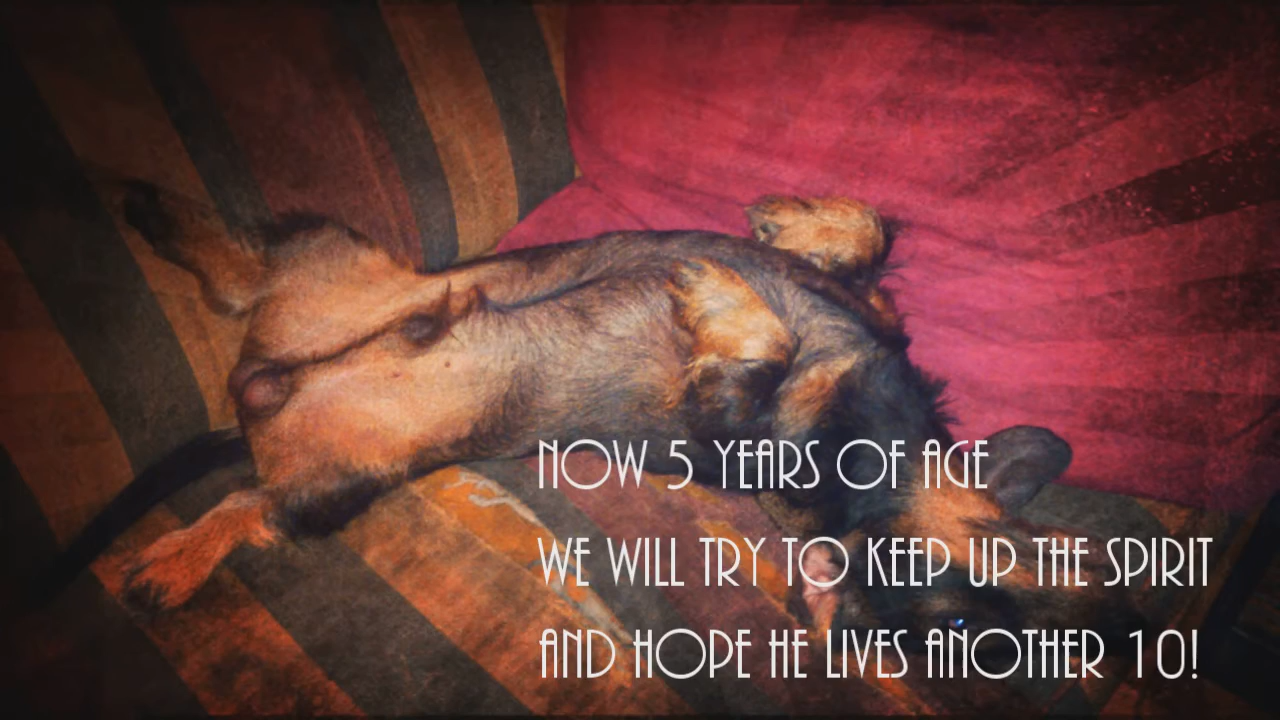 NOW 5 YEARS OF AGE
WE WILL TRY TO KEEP UP THE SPIRIT
AND HOPE HE LIVES ANOTHER 10!